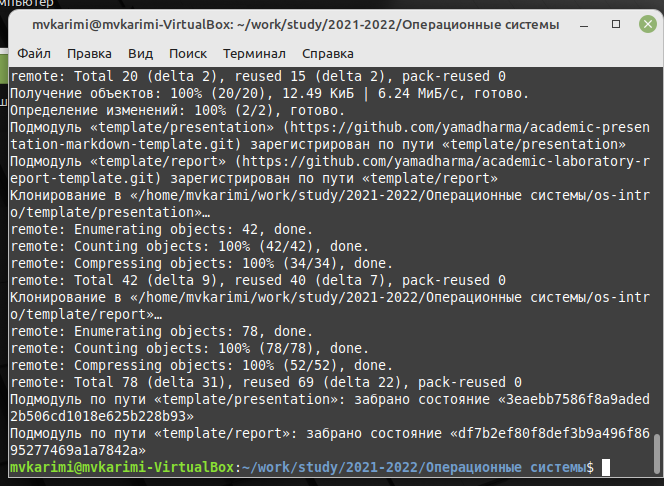 мпьютер
mvkarimi@mvkarimi-VirtualBox: ~/work/study/2021-2022/Операционные системы
Файл Правка Вид Поиск Терминал Справка
remote: Total 20 (delta 2), reused 15 (delta 2), pack-reused 0
Получение объектов: 100% (20/20), 12.49 КиБ | 6.24 МиБ/с, готово.
Определение изменений: 100% (2/2), готово.
Подмодуль «template/presentation» (https://github.com/yamadharma/academic-presen
tation-markdown-template.git) зарегистрирован по пути «template/presentation»
Подмодуль «template/report» (https://github.com/yamadharma/academic-laboratory-r
eport-template.git) зарегистрирован по пути «template/report»
Клонирование в «/home/mvkarimi/work/study/2021-2022/Операционные системы/os-intr
o/template/presentation»…
remote: Enumerating objects: 42, done.
remote: Counting objects: 100% (42/42), done.
remote: Compressing objects: 100% (34/34), done.
remote: Total 42 (delta 9), reused 40 (delta 7), pack-reused 0
Клонирование в «/home/mvkarimi/work/study/2021-2022/Операционные системы/os-intr
o/template/report»…
remote: Enumerating objects: 78, done.
remote: Counting objects: 100% (78/78), done.
remote: Compressing objects: 100% (52/52), done.
remote: Total 78 (delta 31), reused 69 (delta 22), pack-reused 0
Подмодуль по пути «template/presentation»: забрано состояние «3eaebb7586f8a9aded
2b506cd1018e625b228b93»
Подмодуль по пути «template/report»: забрано состояние «df7b2ef80f8def3b9a496f86
95277469a1a7842a»
mvkarimi@mvkarimi-VirtualBox:~/work/study/2021-2022/Операционные системы$